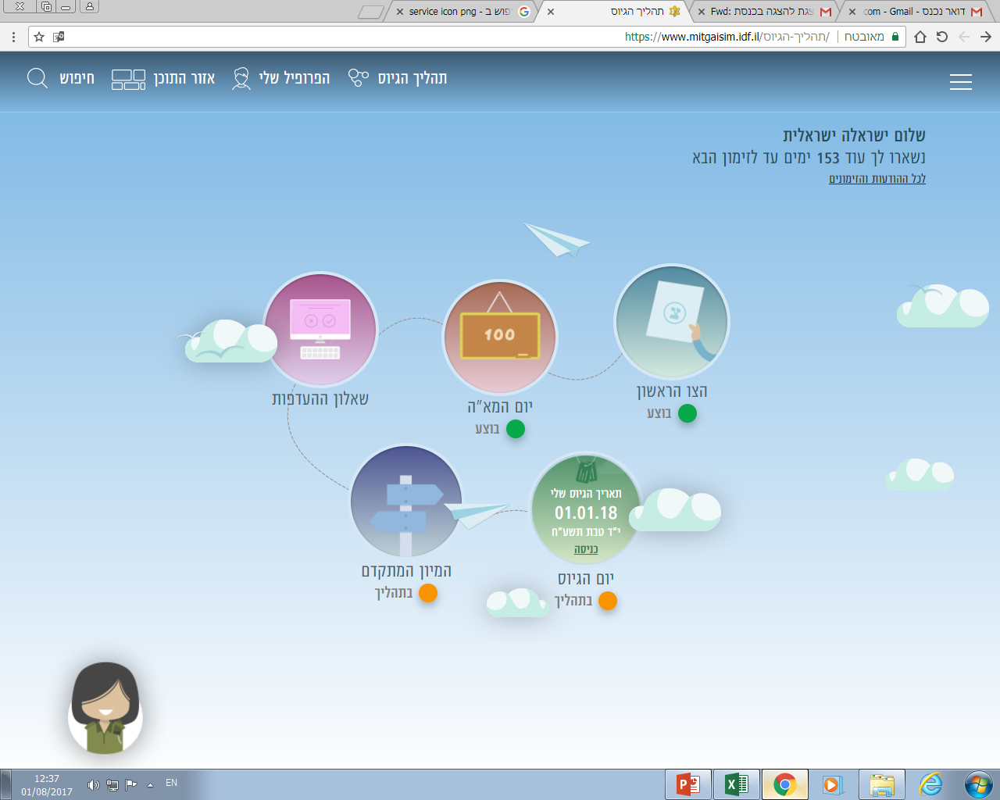 דואר נכנס - com - Gmail
צגת להצגה בכנסת Fwd:
תהליך הגיוס
פוש ב - service icon png
מאובטח
https://www.mitgaisim.idf.il/תהליך-הגיוס/
תהליך הגיוס
הפרופיל שלי
אזור התוכן
חיפוש
שלום ישראלה ישראלית
נשארו לך עוד 153 ימים עד לזימון הבא
לכל ההודעות והזימונים
הצו הראשון
בוצע
100
יום המא"ה
בוצע
שאלון ההעדפות
המיון המתקדם
בתהליך
תאריך הגיוס שלי
01.01.18
י"ד טבת תשע"ח
כניסה
יום הגיוס
בתהליך
EN
12:37
01/08/2017